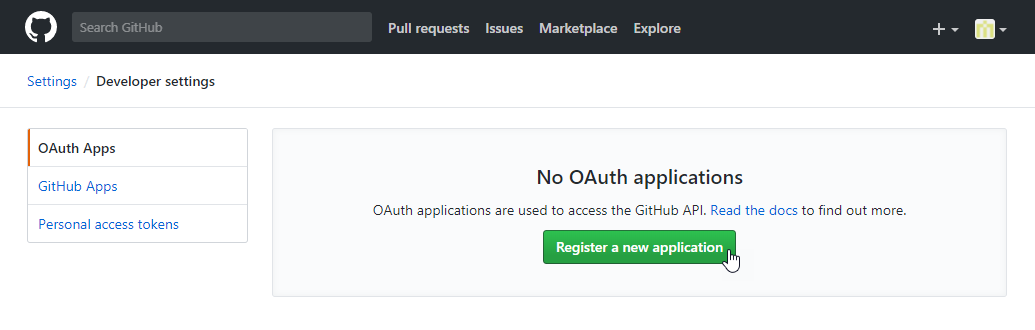 Search GitHub Pull requests Issues Marketplace Explore
Settings / Developer settings
OAuth Apps
GitHub Apps
Personal access tokens
No OAuth applications
OAuth applications are used to access the GitHub API. Read the docs to find out more.
Register a new application